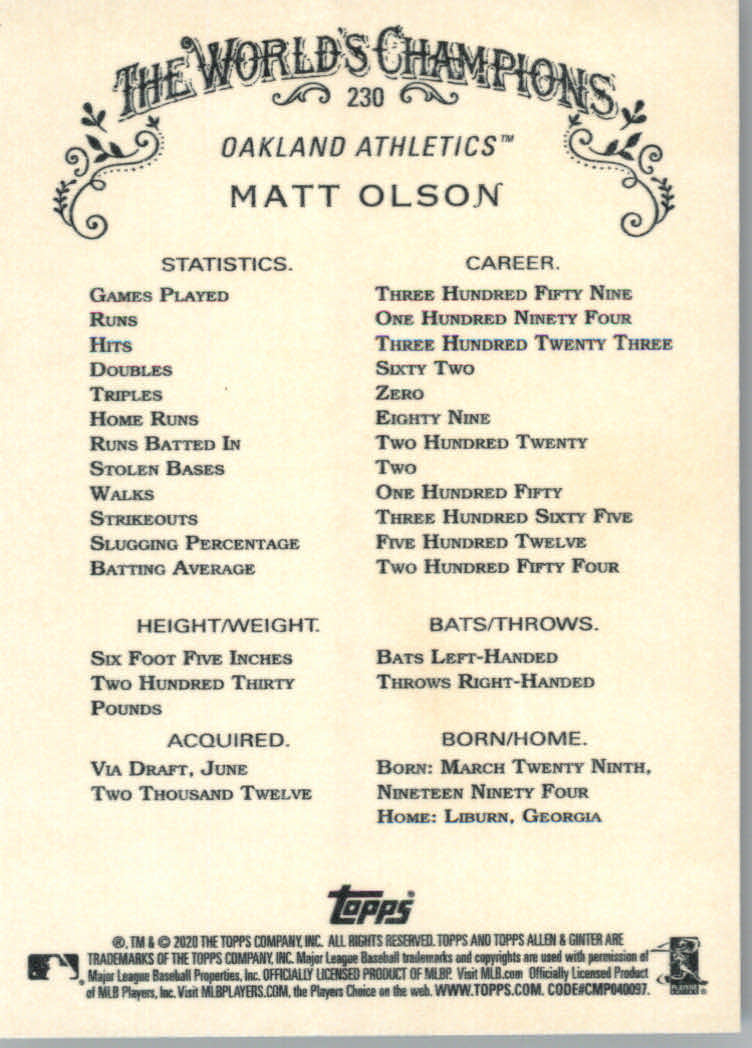 THE WORLD'S CHAMPIONS
230
OAKLAND ATHLETICS™
MATT OLSON
STATISTICS.
GAMES PLAYED
RUNS
HITS
DOUBLES
TRIPLES
HOME RUNS
RUNS BATTED IN
STOLEN BASES
WALKS
STRIKEOUTS
SLUGGING PERCENTAGE
BATTING AVERAGE
CAREER.
THREE HUNDRED FIFTY NINE
ONE HUNDRED NINETY FOUR
THREE HUNDRED TWENTY THREE
SIXTY TWO
ZERO
EIGHTY NINE
TWO HUNDRED TWENTY
TWO
ONE HUNDRED FIFTY
THREE HUNDRED SIXTY FIVE
FIVE HUNDRED TWELVE
TWO HUNDRED FIFTY FOUR
HEIGHT/WEIGHT.
SIX FOOT FIVE INCHES
TWO HUNDRED THIRTY
POUNDS
BATS/THROWS.
BATS LEFT-HANDED
THROWS RIGHT-HANDED
ACQUIRED.
VIA DRAFT, JUNE
TWO THOUSAND TWELVE
BORN/HOME.
BORN: MARCH TWENTY NINTH,
NINETEEN NINETY FOUR
HOME: LIBURN, GEORGIA
TOPPS®
®, TM & © 2020 THE TOPPS COMPANY, INC. ALL RIGHTS RESERVED. TOPPS AND TOPPS ALLEN & GINTER ARE
TRADEMARKS OF THE TOPPS COMPANY, INC. Major League Baseball trademarks and copyrights are used with permission of
Major League Baseball Properties, Inc. OFFICIALLY LICENSED PRODUCT OF MLBP. Visit MLB.com Officially Licensed Product
of MLB Players, Inc. Visit MLBPLAYERS.COM, the Players Choice on the web. WWW.TOPPS.COM. CODE#CMP040097.